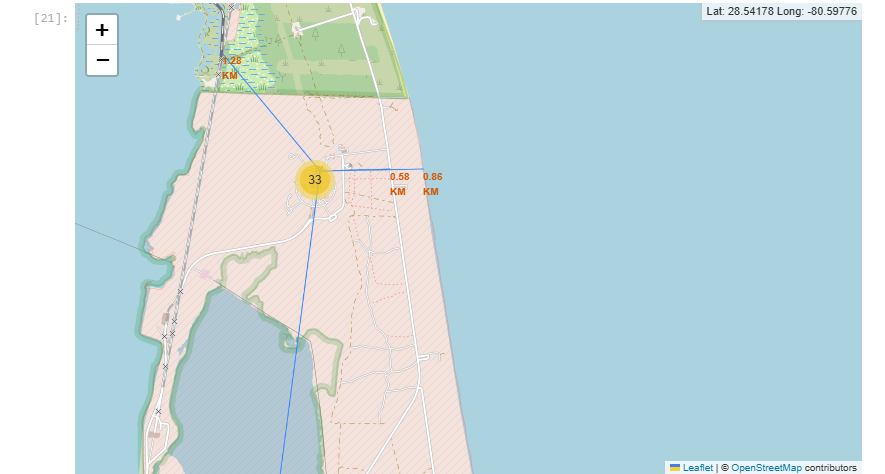 [21]:
+
−
Lat: 28.54178 Long: -80.59776
1.28
KM
33
0.58
KM
0.86
KM
Leaflet | © OpenStreetMap contributors